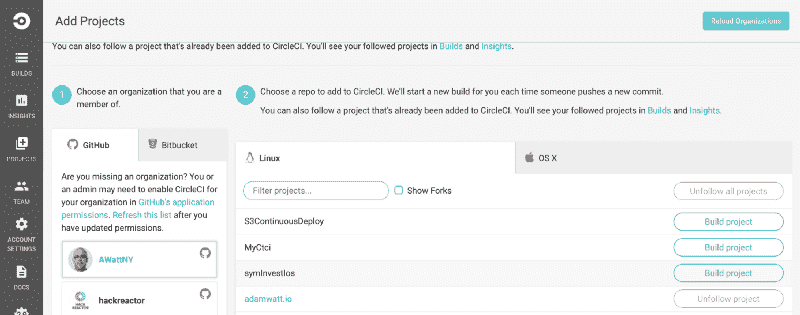 Add Projects
Reload Organizations
You can also follow a project that's already been added to CircleCI. You'll see your followed projects in Builds and Insights.
BUILDS
INSIGHTS
PROJECTS
TEAM
ACCOUNT
SETTINGS
DOCS
1
Choose an organization that you are a
member of.
GitHub
Bitbucket
Are you missing an organization? You or
an admin may need to enable CircleCI for
your organization in GitHub's application
permissions. Refresh this list after you
have updated permissions.
AWattNY
HACK
REACTOR
hackreactor
2
Choose a repo to add to CircleCI. We'll start a new build for you each time someone pushes a new commit.
You can also follow a project that's already been added to CircleCI. You'll see your followed projects in Builds and Insights.
Linux
OS X
Filter projects...
Show Forks
Unfollow all projects
S3ContinuousDeploy
Build project
MyCtci
Build project
symInvestIos
Build project
adamwatt.io
Unfollow project